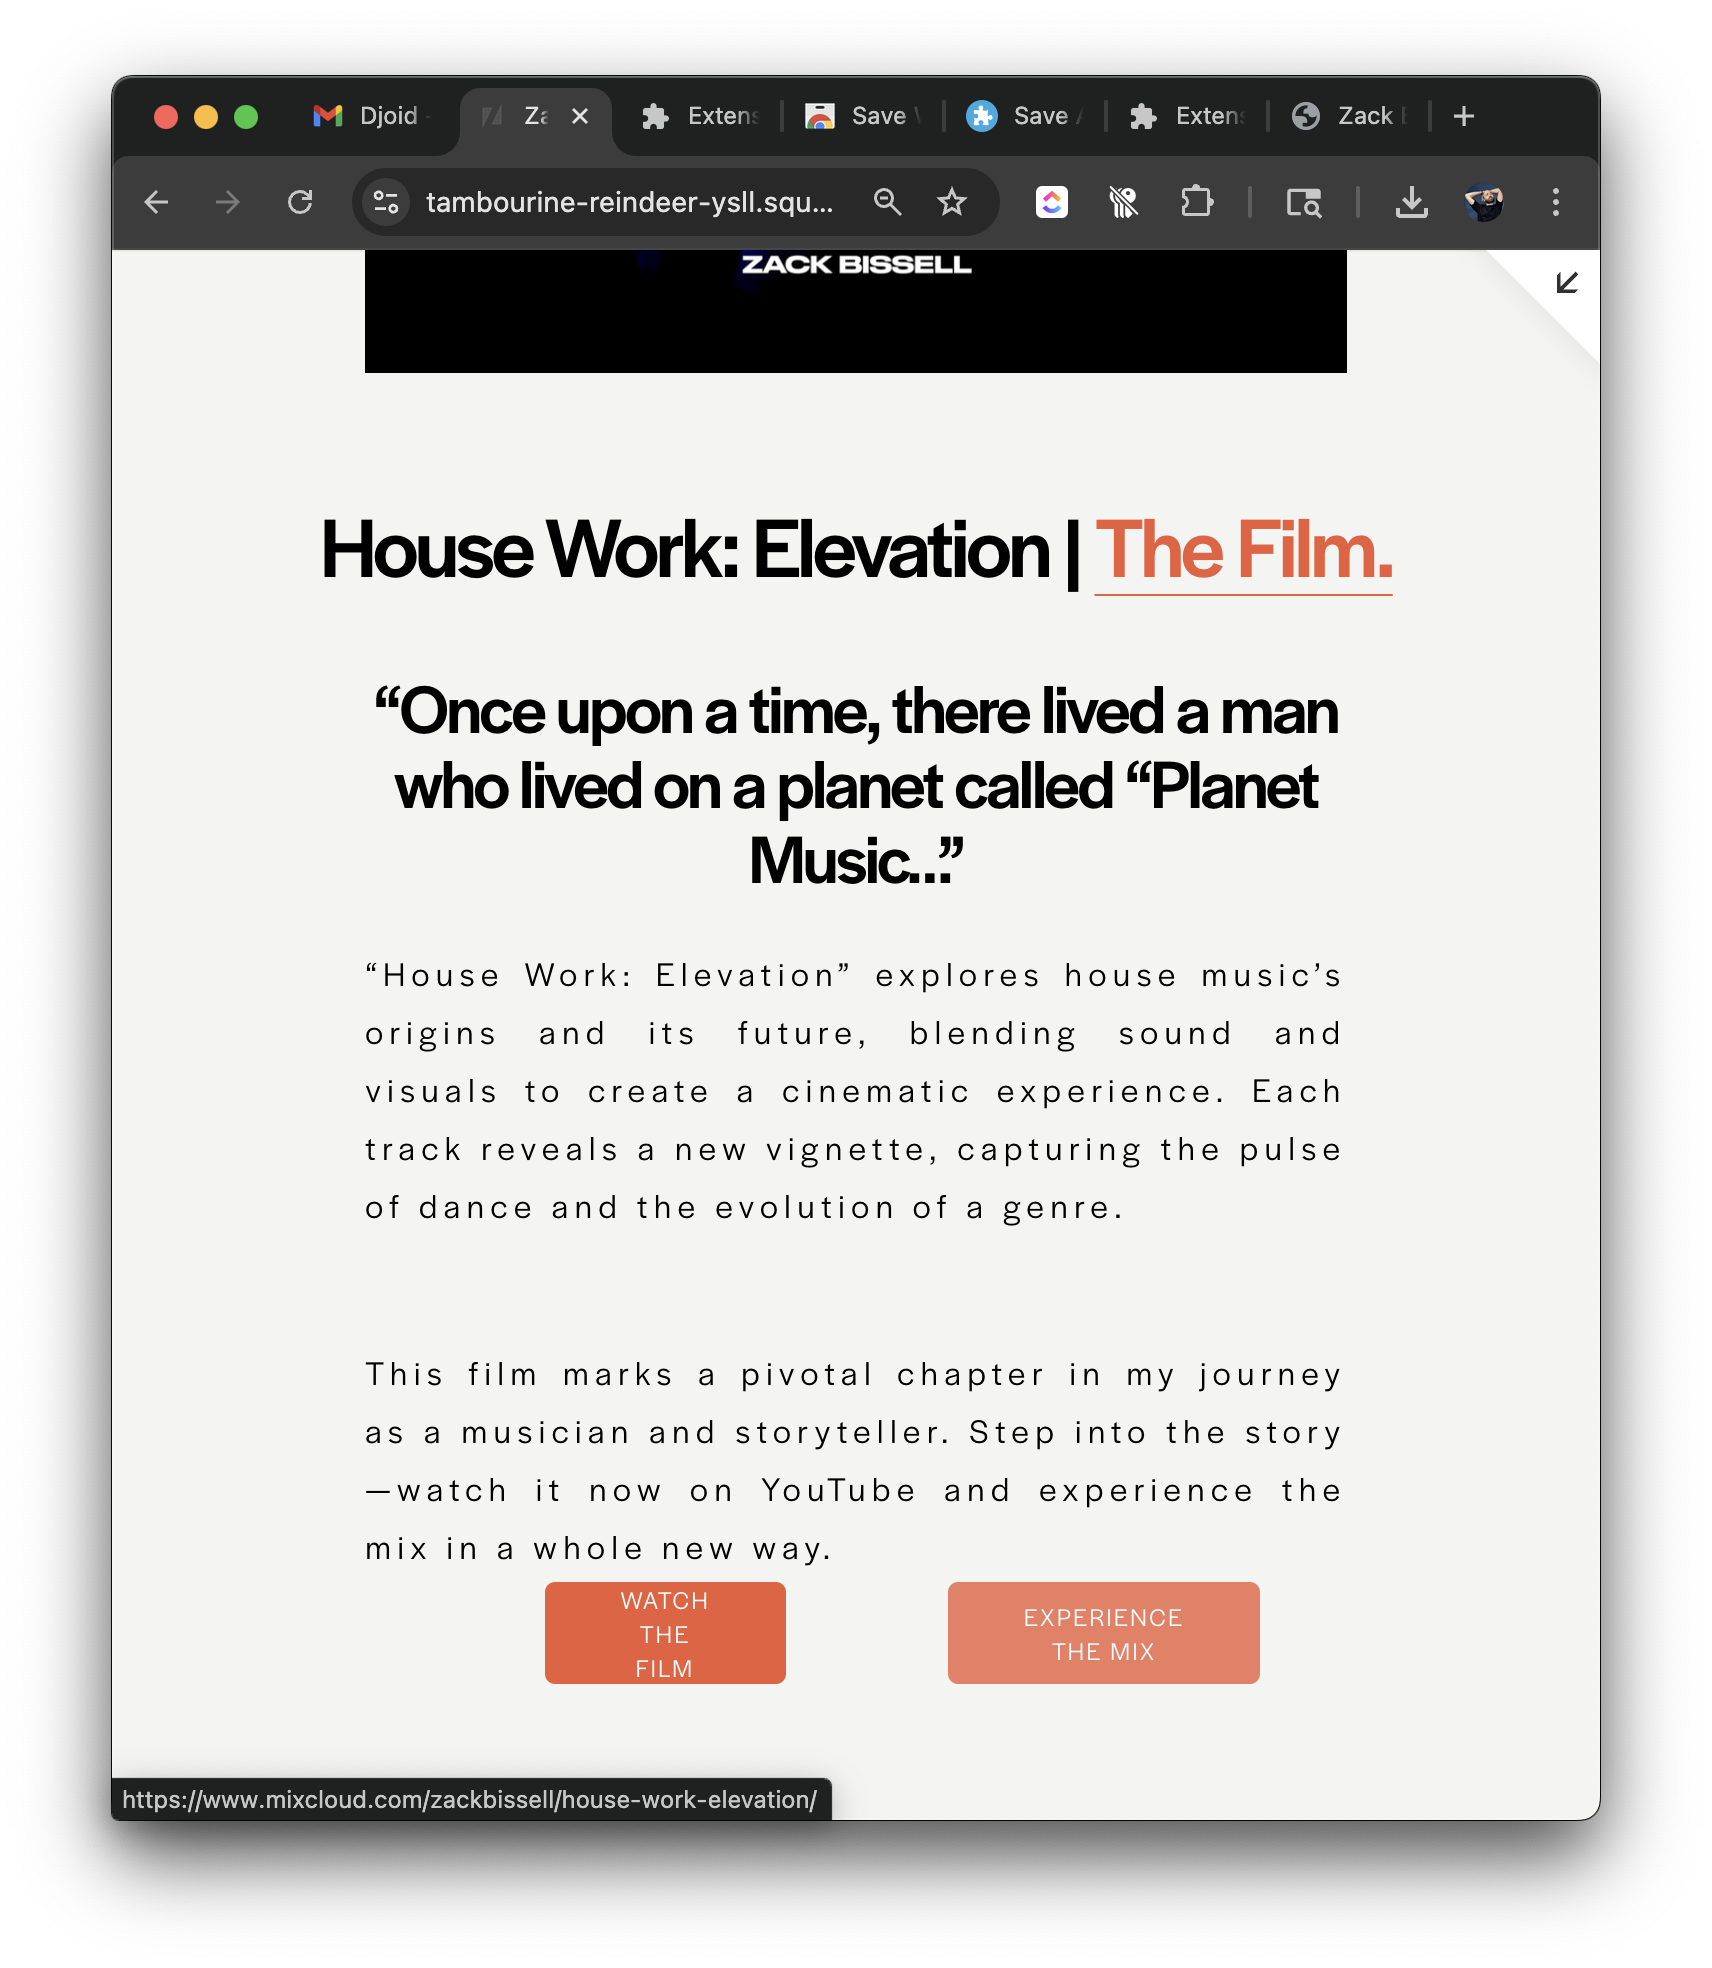 Djoid
Za
Extens
Save
Save
Extens
Zack
tambourine-reindeer-ysll.squ...
ZACK BISSELL
House Work: Elevation | The Film.
“Once upon a time, there lived a man
who lived on a planet called “Planet
Music...”
“House Work: Elevation” explores house music’s
origins and its future, blending sound and
visuals to create a cinematic experience. Each
track reveals a new vignette, capturing the pulse
of dance and the evolution of a genre.
This film marks a pivotal chapter in my journey
as a musician and storyteller. Step into the story
—watch it now on YouTube and experience the
mix in a whole new way.
WATCH
THE
FILM
EXPERIENCE
THE MIX
https://www.mixcloud.com/zackbissell/house-work-elevation/